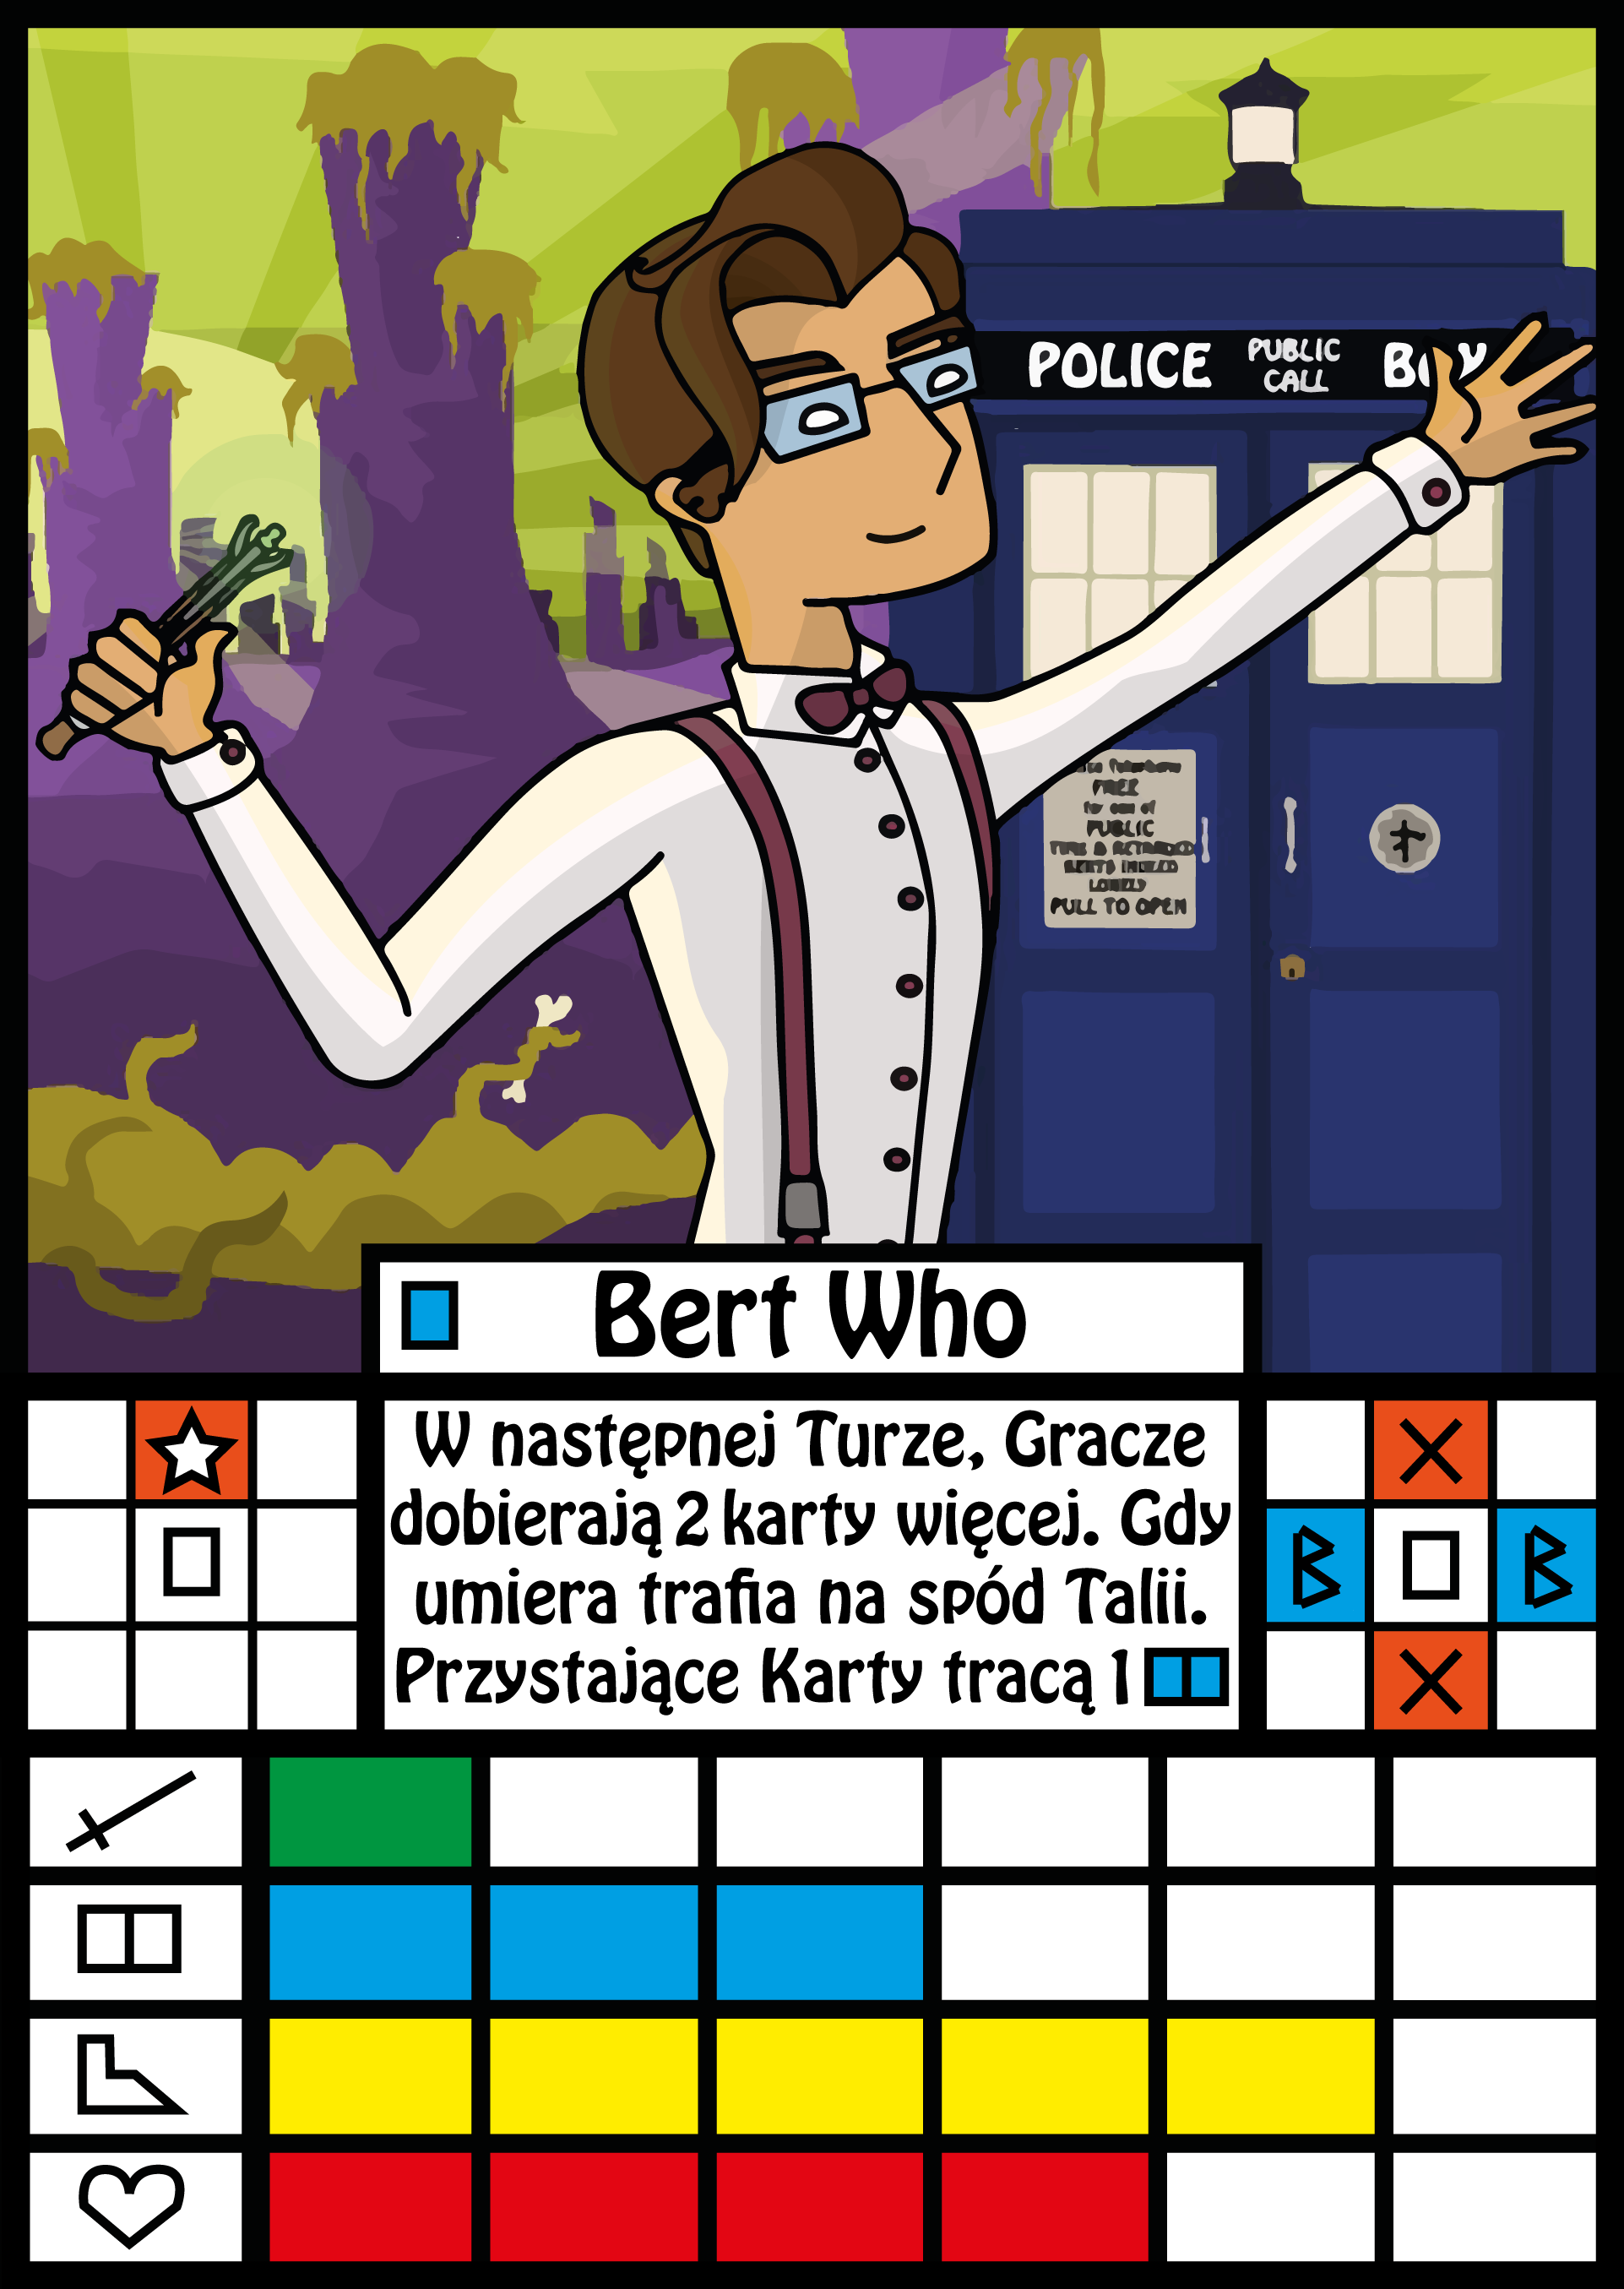 POLICE PUBLIC CALL
PUBLIC
PULL TO OPEN
Bert Who
W następnej Turze, Gracze
dobierają 2 karty więcej. Gdy
umiera trafia na spód Talii.
Przystające Karty tracą 1
B B